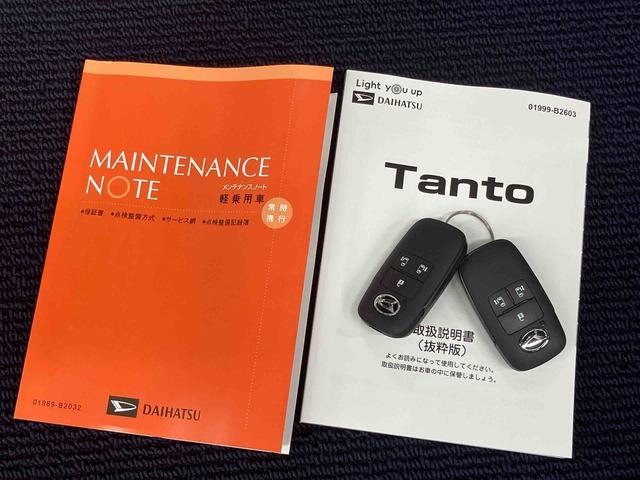 MAINTENANCE
NOTE
メンテナンスノート
軽乗用車
常時
携行
●保証書 ●点検整備方式 ●サービス網 ●点検整備記録簿
01989-B2032
DAIHATSU
Light you up
DAIHATSU
01999-B2603
Tanto
取扱説明書
(抜粋版)
よくお読みになって使用してください。
取扱説明書はお車の中に保管しましょう。